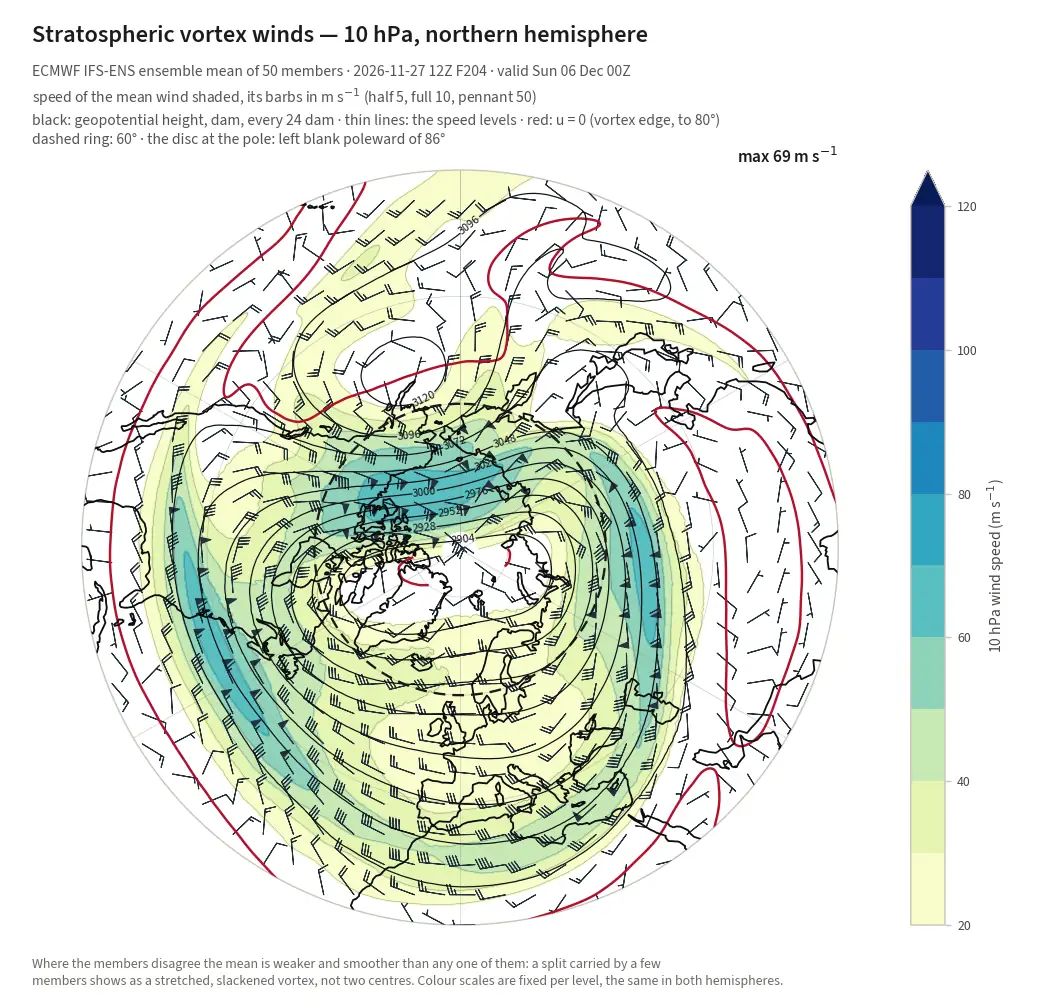 Stratospheric vortex winds — 10 hPa, northern hemisphere
ECMWF IFS-ENS ensemble mean of 50 members · 2026-11-27 12Z F204 · valid Sun 06 Dec 00Z
speed of the mean wind shaded, its barbs in m s⁻¹ (half 5, full 10, pennant 50)
black: geopotential height, dam, every 24 dam · thin lines: the speed levels · red: u = 0 (vortex edge, to 80°)
dashed ring: 60° · the disc at the pole: left blank poleward of 86°
max 69 m s⁻¹
120
100
80
60
40
20
10 hPa wind speed (m s⁻¹)
3096
3120
3096
3072
3048
3000
2976
2952
2928
2904
Where the members disagree the mean is weaker and smoother than any one of them: a split carried by a few
members shows as a stretched, slackened vortex, not two centres. Colour scales are fixed per level, the same in both hemispheres.